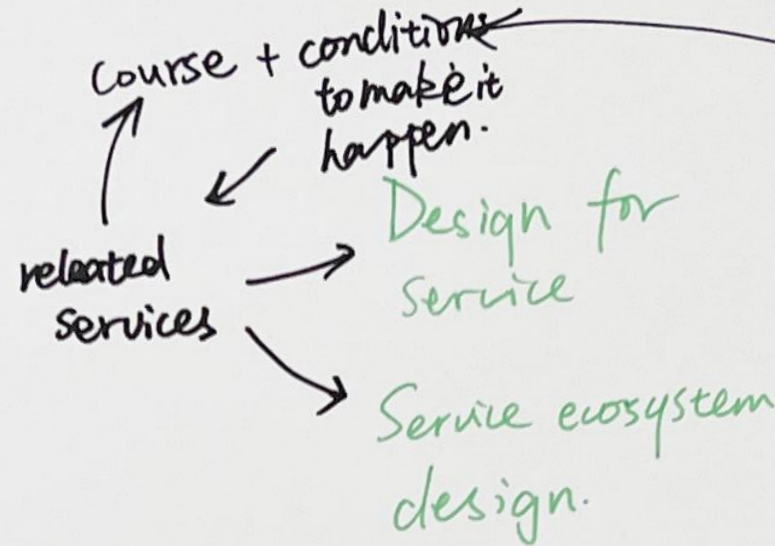 course + conditions
to make it
happen.
Design for
service
releated
services
Service ecosystem
design.